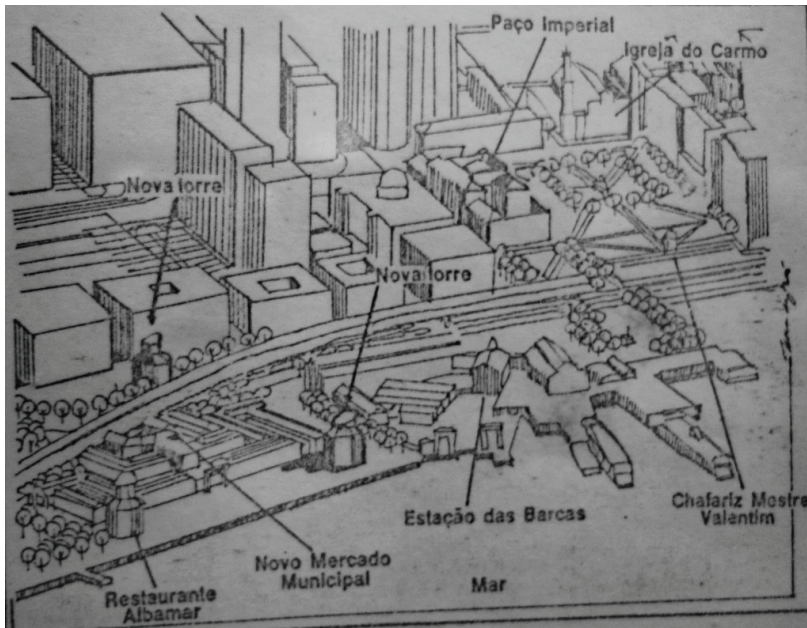 Paço Imperial
Igreja do Carmo
Nova torre
Nova torre
Chafariz Mestre
Valentim
Estação das Barcas
Novo Mercado
Municipal
Mar
Restaurante
Albamar